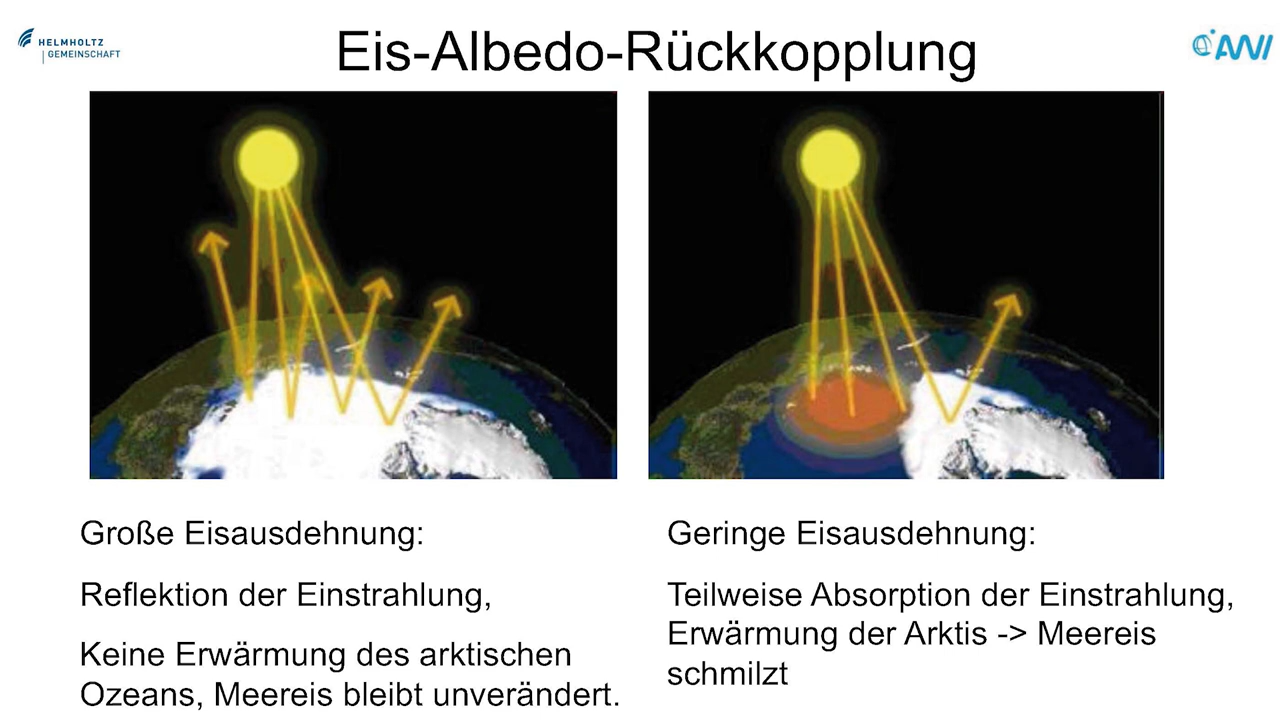 HELMHOLTZ
GEMEINSCHAFT
Eis-Albedo-Rückkopplung
AWI
Große Eisausdehnung:
Reflektion der Einstrahlung,
Keine Erwärmung des arktischen
Ozeans, Meereis bleibt unverändert.
Geringe Eisausdehnung:
Teilweise Absorption der Einstrahlung,
Erwärmung der Arktis -> Meereis
schmilzt